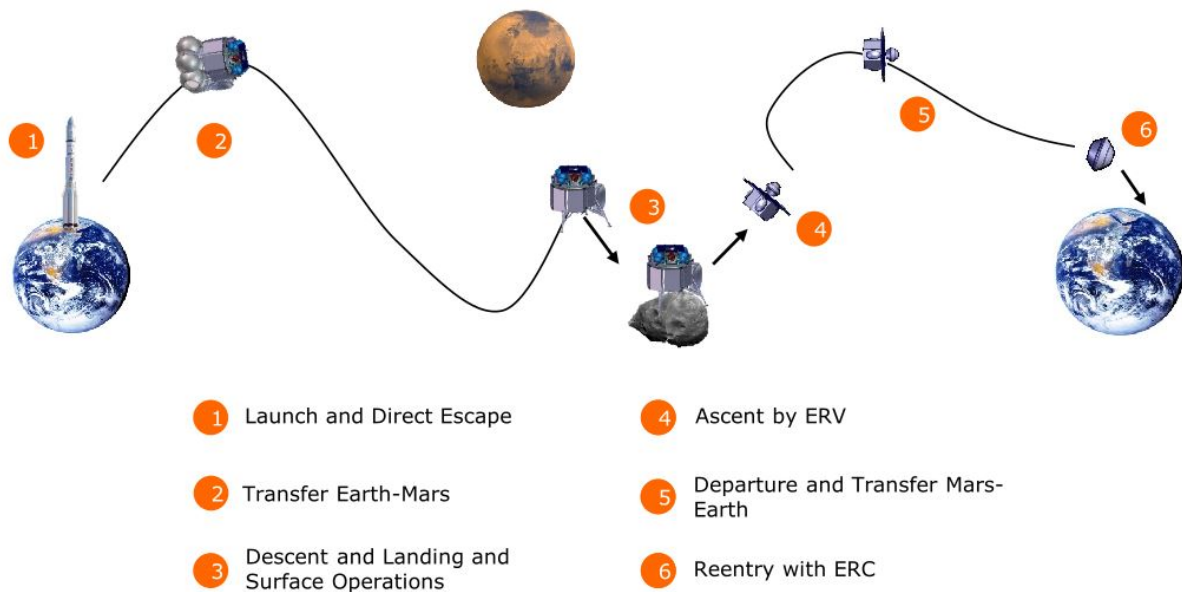 1
2
3
4
5
6
1 Launch and Direct Escape
2 Transfer Earth-Mars
3 Descent and Landing and
Surface Operations
4 Ascent by ERV
5 Departure and Transfer Mars-
Earth
6 Reentry with ERC